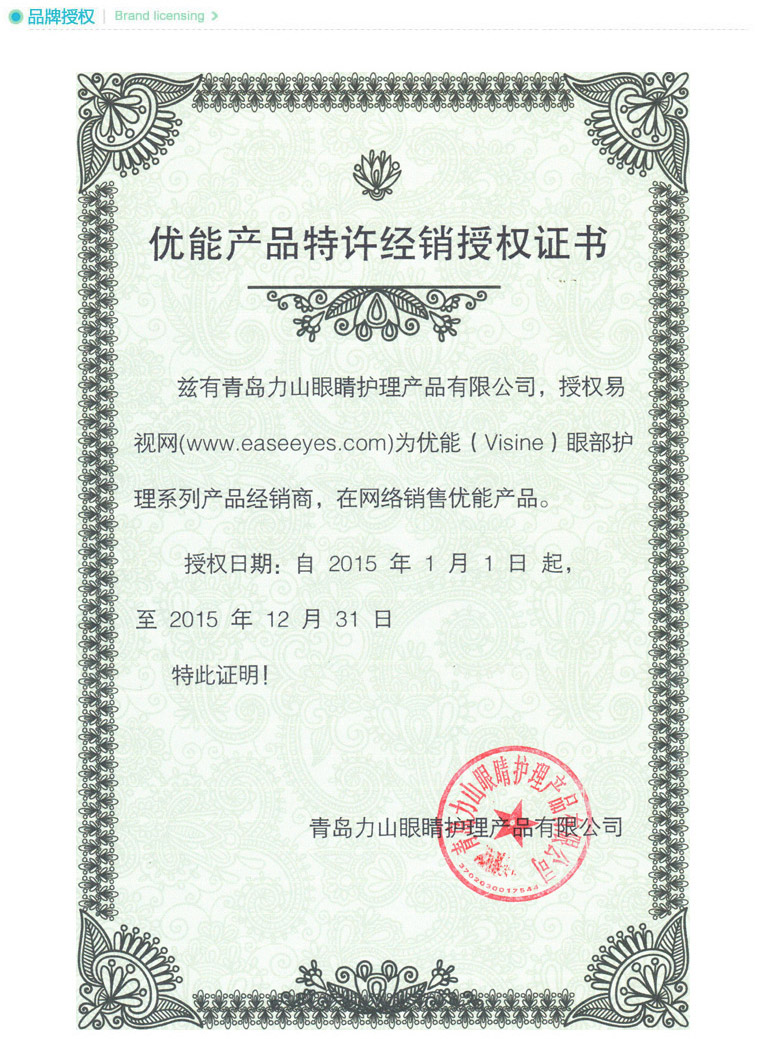 品牌授权 | Brand licensing >
优能产品特许经销授权证书
兹有青岛力山眼睛护理产品有限公司，授权易
视网(www.easeeyes.com)为优能（Visine）眼部护
理系列产品经销商，在网络销售优能产品。
授权日期：自 2015 年 1 月 1 日 起，
至 2015 年 12 月 31 日
特此证明！
青岛力山眼睛护理产品有限公司
青岛力山眼睛护理产品有限公司